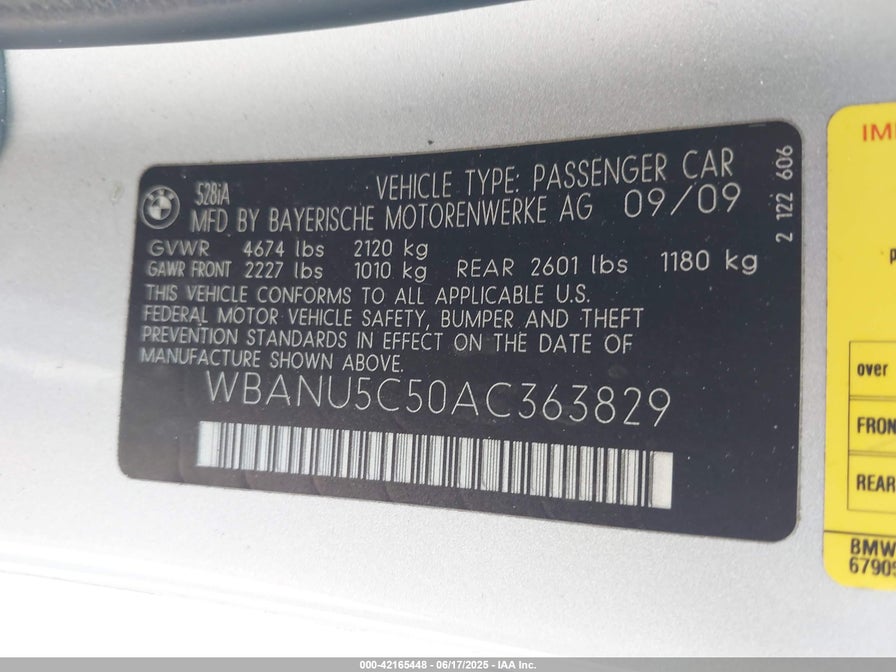 528iA
VEHICLE TYPE: PASSENGER CAR
MFD BY BAYERISCHE MOTORENWERKE AG 09/09
GVWR 4674 lbs 2120 kg
GAWR FRONT 2227 lbs 1010 kg REAR 2601 lbs 1180 kg
THIS VEHICLE CONFORMS TO ALL APPLICABLE U.S.
FEDERAL MOTOR VEHICLE SAFETY, BUMPER AND THEFT
PREVENTION STANDARDS IN EFFECT ON THE DATE OF
MANUFACTURE SHOWN ABOVE.
WBANU5C50AC363829
2 122 606
over
FRON
REAR
BMW
000-42165448 - 06/17/2025 - IAA Inc.